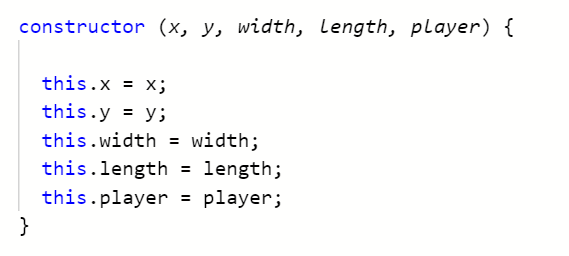 constructor (x, y, width, length, player) {
this.x = x;
this.y = y;
this.width = width;
this.length = length;
this.player = player;
}